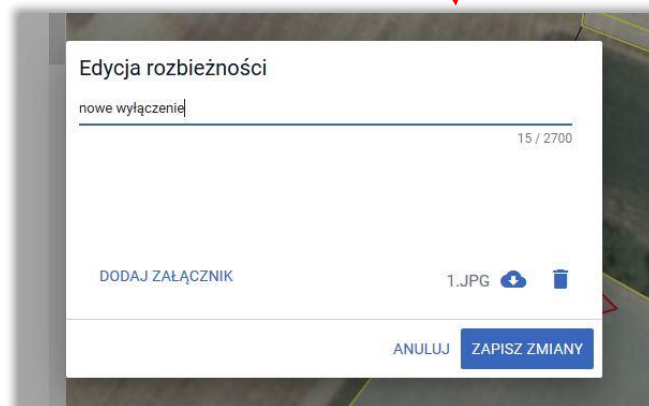 Edycja rozbieżności
nowe wyłączenie
15 / 2700
DODAJ ZAŁĄCZNIK 1.JPG
ANULUJ ZAPISZ ZMIANY